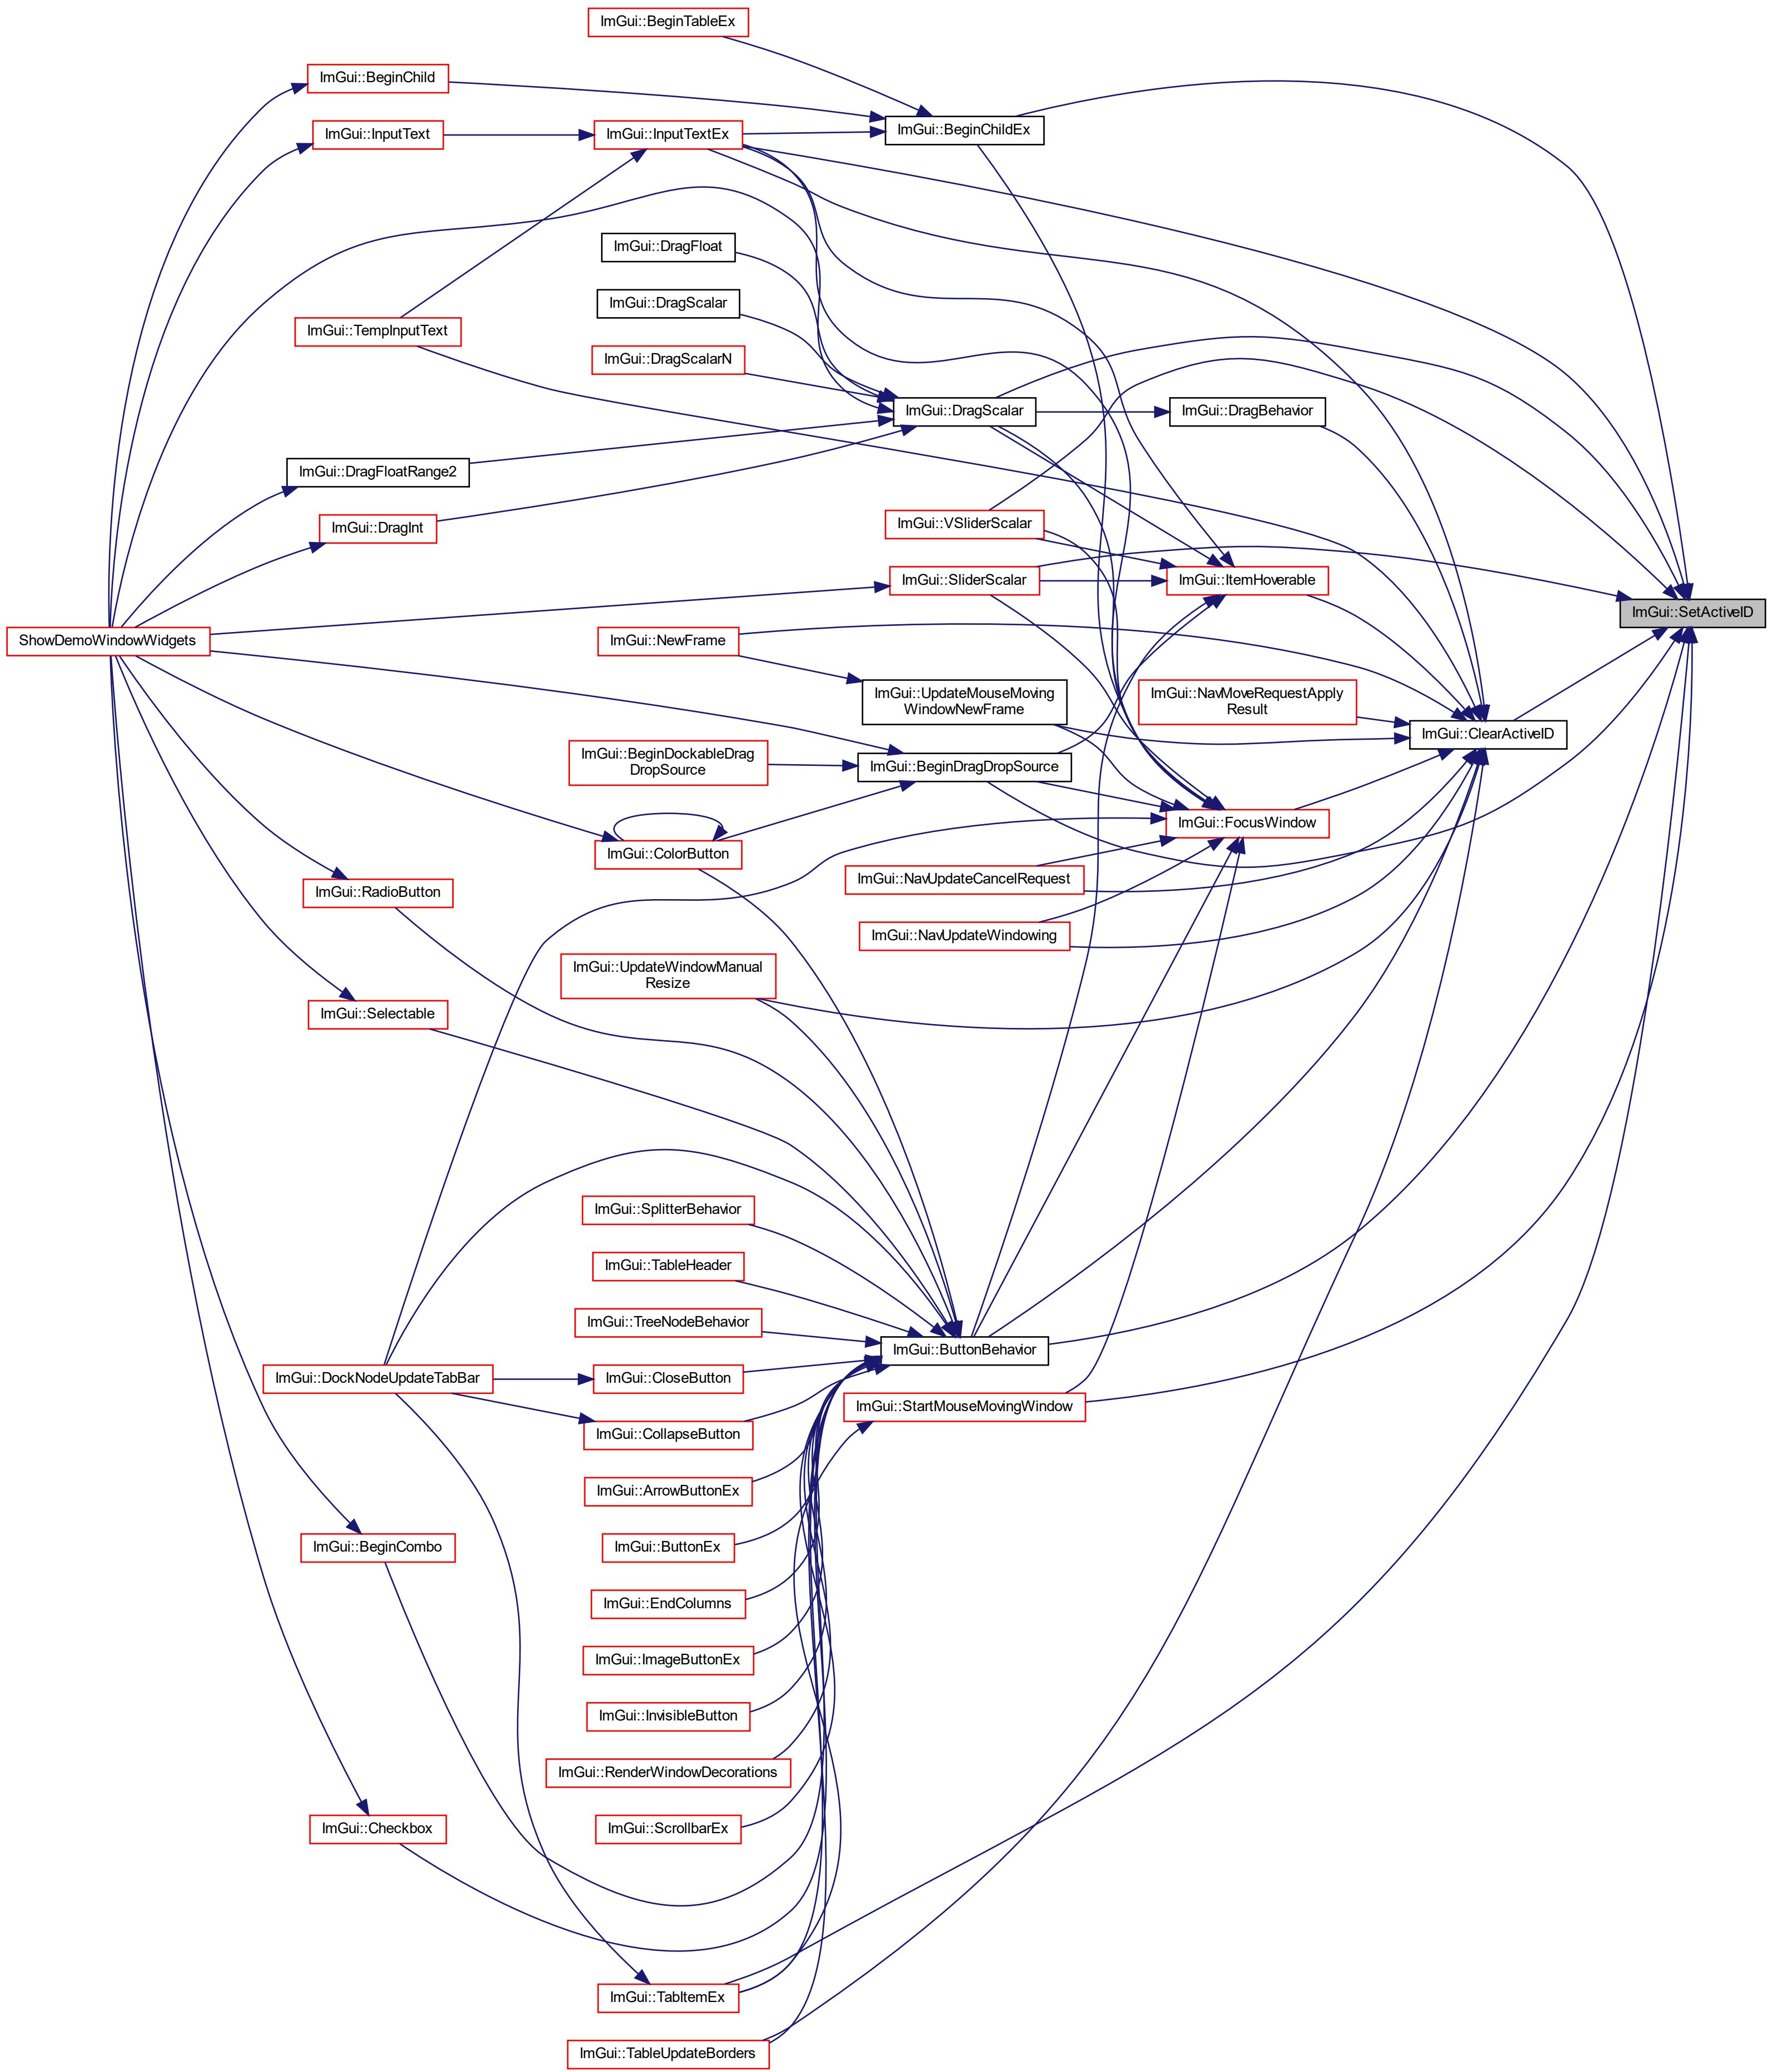 ImGui::BeginTableEx
ImGui::BeginChild
ImGui::BeginChildEx
ImGui::InputText
ImGui::InputTextEx
ImGui::DragFloat
ImGui::DragScalar
ImGui::TempInputText
ImGui::DragScalarN
ImGui::DragScalar
ImGui::DragBehavior
ImGui::DragFloatRange2
ImGui::DragInt
ImGui::VSliderScalar
ImGui::SliderScalar
ImGui::ItemHoverable
ImGui::SetActiveID
ShowDemoWindowWidgets
ImGui::NewFrame
ImGui::UpdateMouseMoving
WindowNewFrame
ImGui::NavMoveRequestApply
Result
ImGui::ClearActiveID
ImGui::BeginDockableDrag
DropSource
ImGui::BeginDragDropSource
ImGui::FocusWindow
ImGui::ColorButton
ImGui::NavUpdateCancelRequest
ImGui::RadioButton
ImGui::NavUpdateWindowing
ImGui::UpdateWindowManual
Resize
ImGui::Selectable
ImGui::SplitterBehavior
ImGui::TableHeader
ImGui::TreeNodeBehavior
ImGui::ButtonBehavior
ImGui::DockNodeUpdateTabBar
ImGui::CloseButton
ImGui::StartMouseMovingWindow
ImGui::CollapseButton
ImGui::ArrowButtonEx
ImGui::BeginCombo
ImGui::ButtonEx
ImGui::EndColumns
ImGui::ImageButtonEx
ImGui::InvisibleButton
ImGui::RenderWindowDecorations
ImGui::Checkbox
ImGui::ScrollbarEx
ImGui::TabItemEx
ImGui::TableUpdateBorders